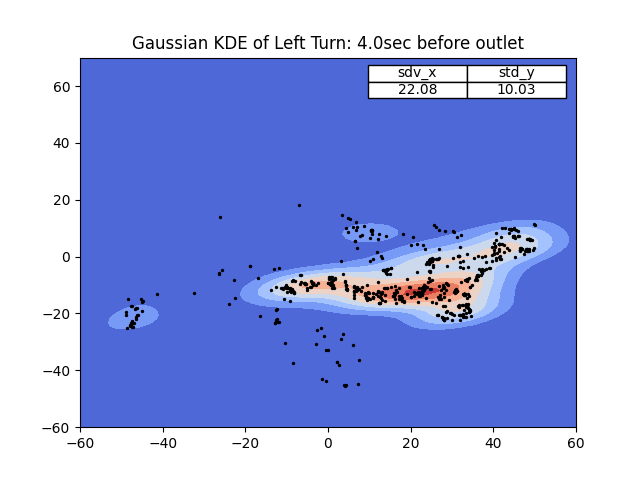 Gaussian KDE of Left Turn: 4.0sec before outlet
sdv_x std_y
22.08 10.03
60
40
20
0
−20
−40
−60
−60 −40 −20 0 20 40 60